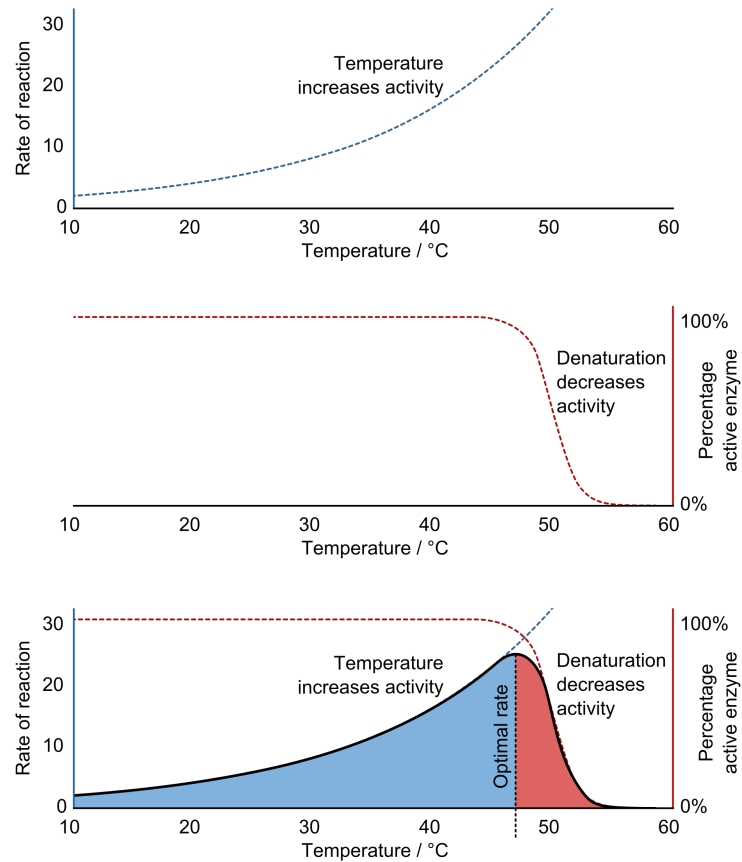 30
20
10
0
Rate of reaction
Temperature
increases activity
10 20 30 40 50 60
Temperature / °C
100%
0%
Percentage
active enzyme
Denaturation
decreases
activity
10 20 30 40 50 60
Temperature / °C
30
20
10
0
Rate of reaction
Temperature
increases activity
Optimal rate
Denaturation
decreases
activity
100%
0%
Percentage
active enzyme
10 20 30 40 50 60
Temperature / °C